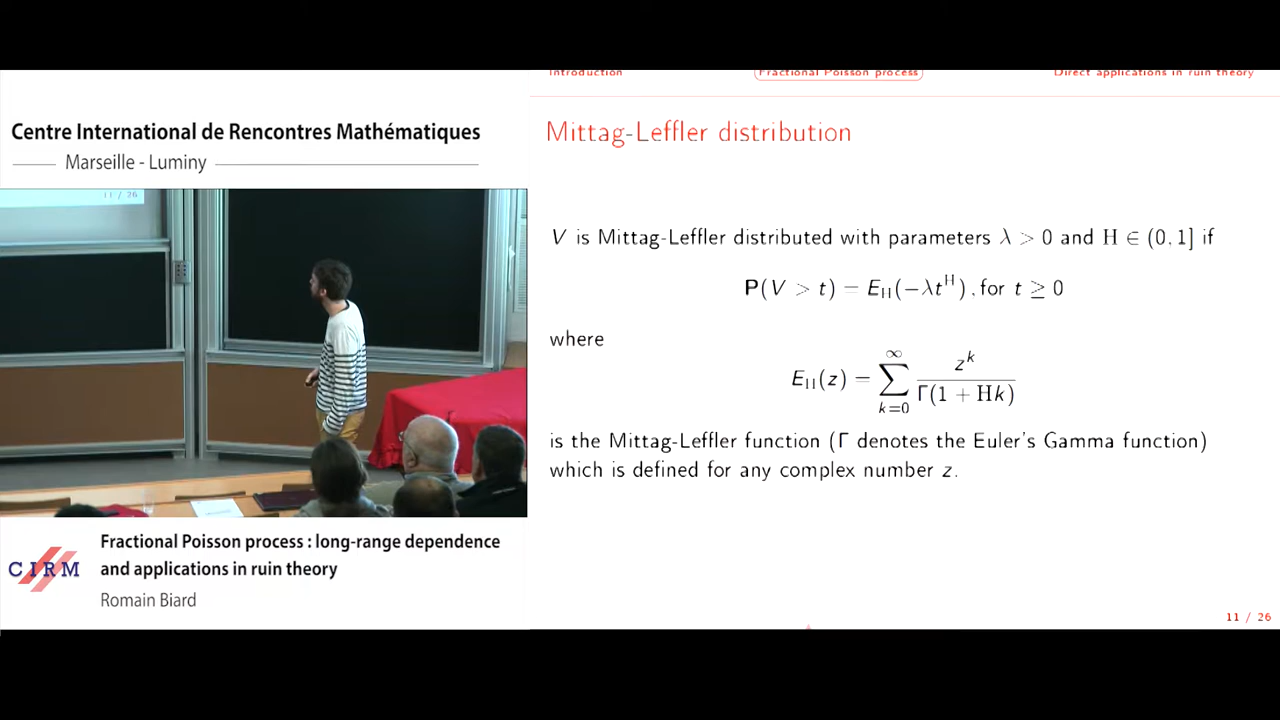 Centre International de Rencontres Mathématiques
Marseille - Luminy
11 / 26
Fractional Poisson process : long-range dependence
and applications in ruin theory
Romain Biard
CIRM
Introduction
Fractional Poisson process
Direct applications in ruin theory
Mittag-Leffler distribution
V is Mittag-Leffler distributed with parameters λ > 0 and H ∈ (0, 1] if
P(V > t) = E_H(−λt^H), for t ≥ 0
where
E_H(z) = ∑_{k=0}^{∞} z^k / Γ(1 + Hk)
is the Mittag-Leffler function (Γ denotes the Euler's Gamma function)
which is defined for any complex number z.
11 / 26